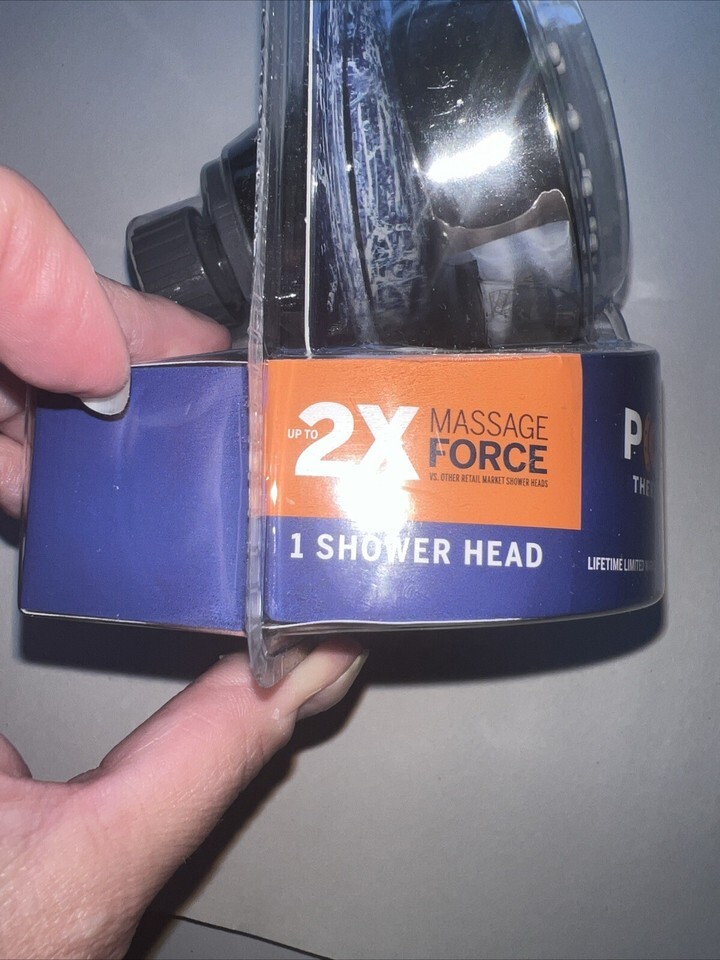 UP TO 2X MASSAGE FORCE
VS. OTHER RETAIL MARKET SHOWER HEADS
1 SHOWER HEAD
LIFETIME LIMITED